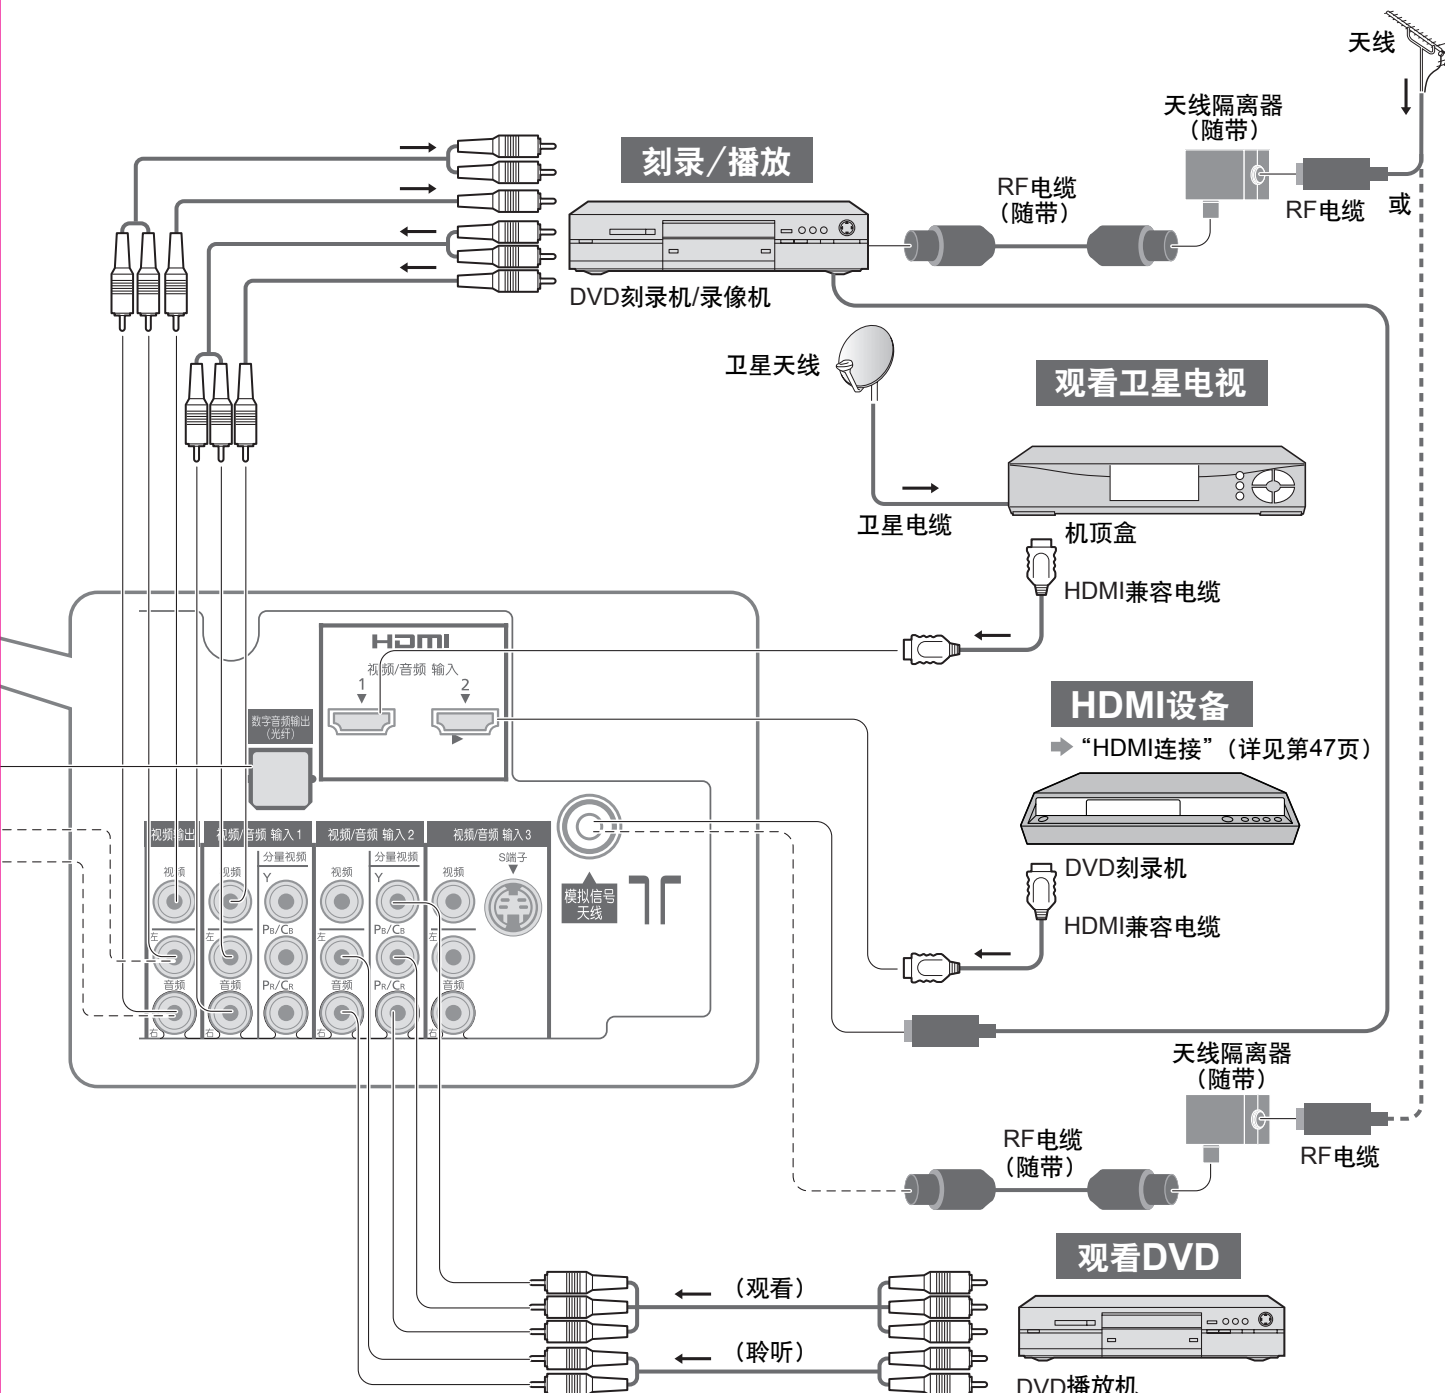 天线
天线隔离器
（随带）
刻录/播放
RF电缆
（随带）
RF电缆
或
DVD刻录机/录像机
卫星天线
观看卫星电视
卫星电缆
机顶盒
HDMI兼容电缆
HDMI
视频/音频 输入
1
2
数字音频输出
（光纤）
HDMI设备
“HDMI连接”（详见第47页）
视频输出
视频/音频 输入1
视频/音频 输入2
视频/音频 输入3
分量视频
分量视频
S端子
视频
视频
Y
视频
Y
视频
模拟信号
天线
DVD刻录机
HDMI兼容电缆
左
左
PB/CB
左
PB/CB
左
音频
音频
PR/CR
音频
PR/CR
音频
右
右
右
右
天线隔离器
（随带）
RF电缆
（随带）
RF电缆
观看DVD
（观看）
（聆听）
DVD播放机